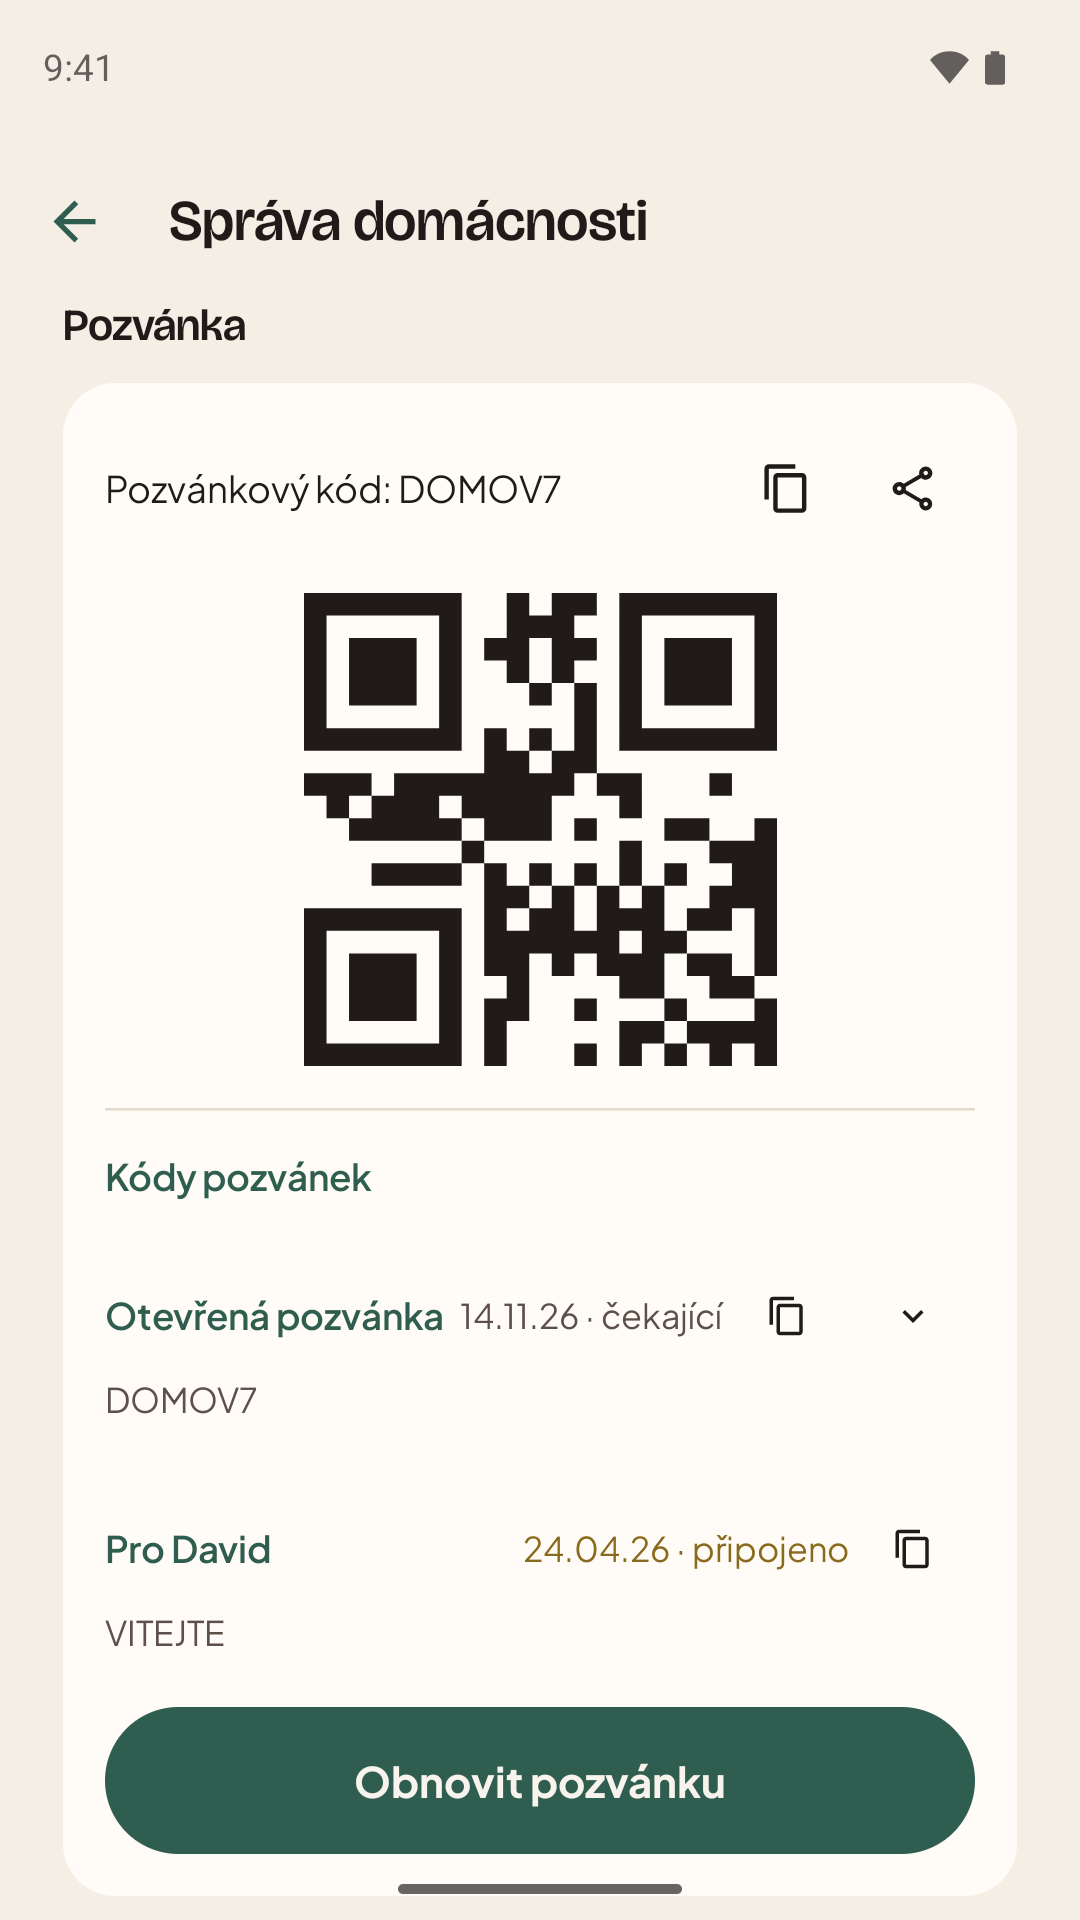 9:41
Správa domácnosti
Pozvánka
Pozvánkový kód: DOMOV7
Kódy pozvánek
Otevřená pozvánka 14.11.26 · čekající
DOMOV7
Pro David 24.04.26 · připojeno
VITEJTE
Obnovit pozvánku